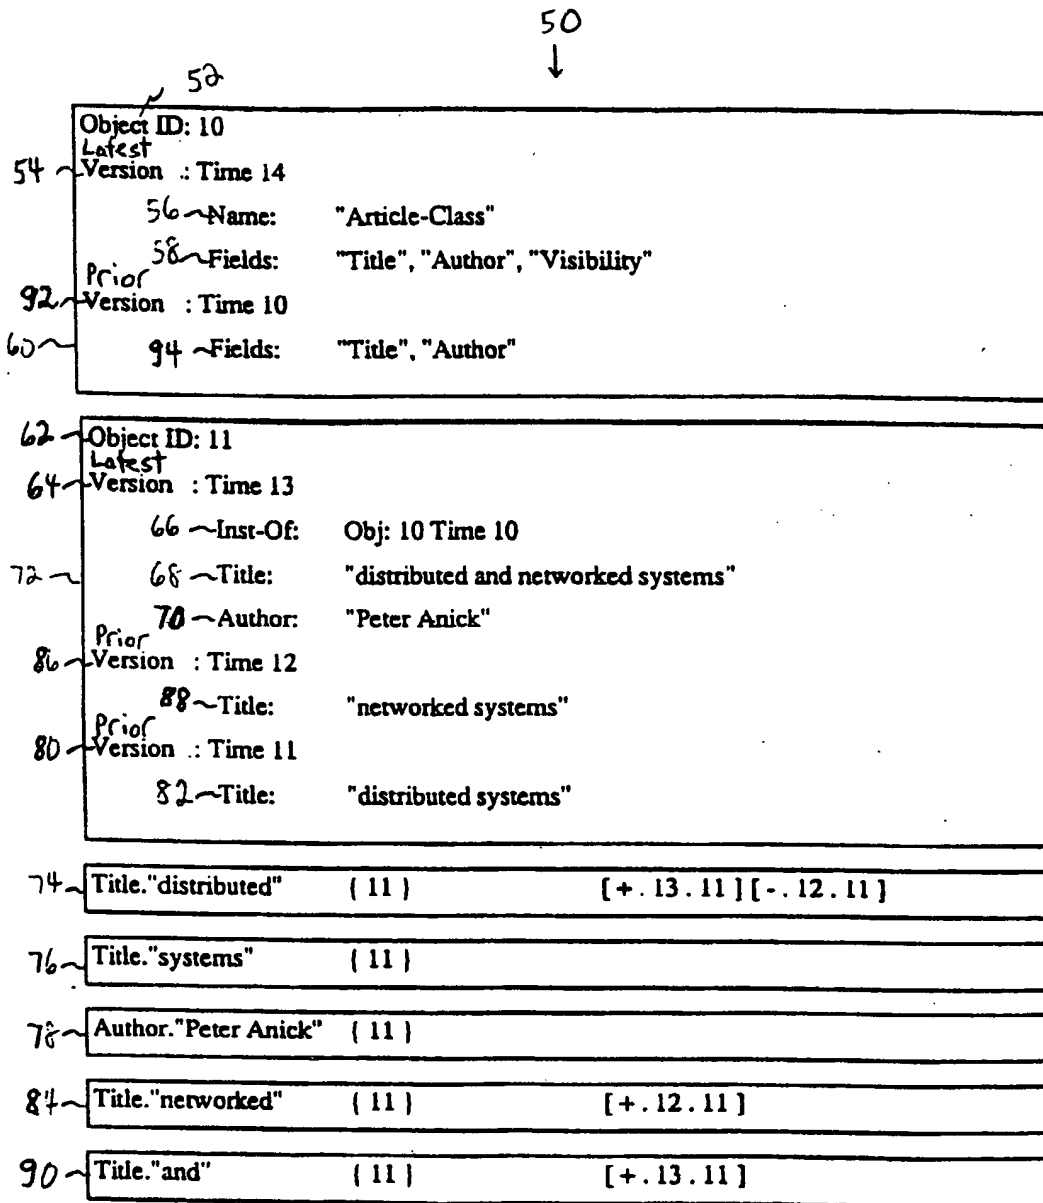 50
52
Object ID: 10
Latest
54 Version .: Time 14
56 Name: "Article-Class"
58 Fields: "Title", "Author", "Visibility"
Prior
92 Version : Time 10
60
94 Fields: "Title", "Author"
62 Object ID: 11
Latest
64 Version : Time 13
66 Inst-Of: Obj: 10 Time 10
72 68 Title: "distributed and networked systems"
70 Author: "Peter Anick"
Prior
86 Version : Time 12
88 Title: "networked systems"
Prior
80 Version .: Time 11
82 Title: "distributed systems"
74 Title."distributed" { 11 } [ + . 13 . 11 ] [ - . 12 . 11 ]
76 Title."systems" { 11 }
78 Author."Peter Anick" { 11 }
84 Title."networked" { 11 } [ + . 12 . 11 ]
90 Title."and" { 11 } [ + . 13 . 11 ]